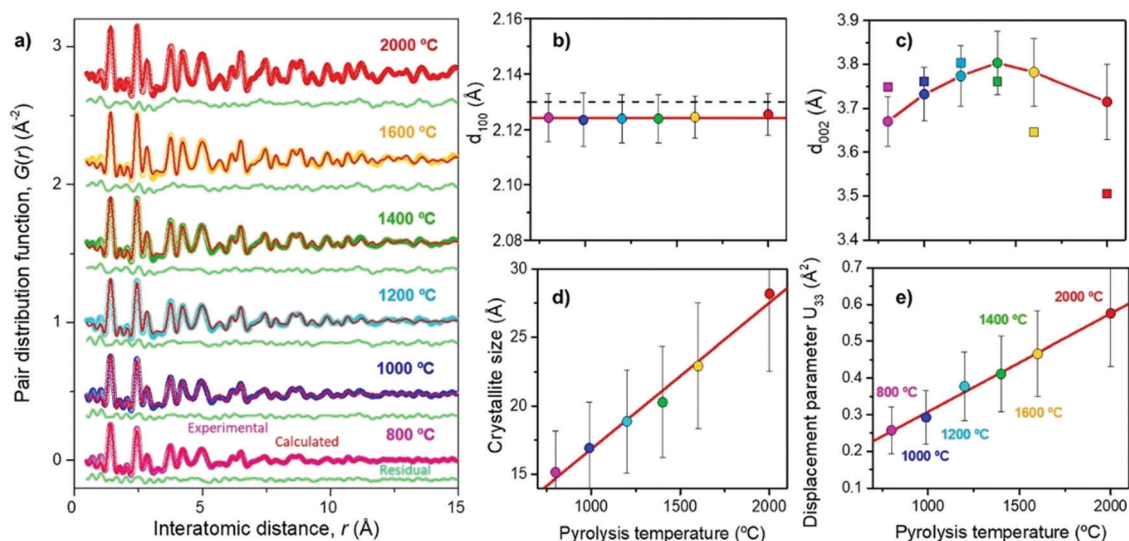 a)
Pair distribution function, G(r) (Å⁻²)
3
2
1
0
2000 ºC
1600 ºC
1400 ºC
1200 ºC
1000 ºC
Experimental
800 ºC
Calculated
Residual
0 5 10 15
Interatomic distance, r (Å)
b)
d₁₀₀ (Å)
2.16
2.14
2.12
2.10
2.08
c)
d₀₀₂ (Å)
3.9
3.8
3.7
3.6
3.5
3.4
d)
Crystallite size (Å)
30
25
20
15
1000 1500 2000
Pyrolysis temperature (ºC)
e)
Displacement parameter U₃₃ (Å²)
0.7
0.6
0.5
0.4
0.3
0.2
0.1
2000 ºC
1400 ºC
800 ºC
1600 ºC
1200 ºC
1000 ºC
1000 1500 2000
Pyrolysis temperature (ºC)